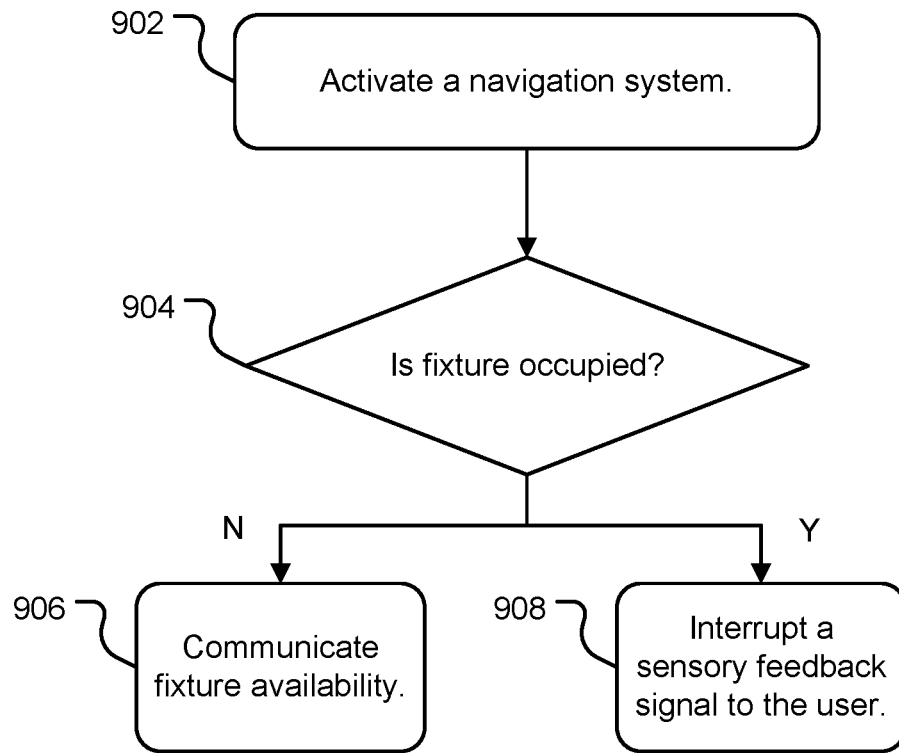 902
Activate a navigation system.
904
Is fixture occupied?
N
Y
906
Communicate
fixture availability.
908
Interrupt a
sensory feedback
signal to the user.